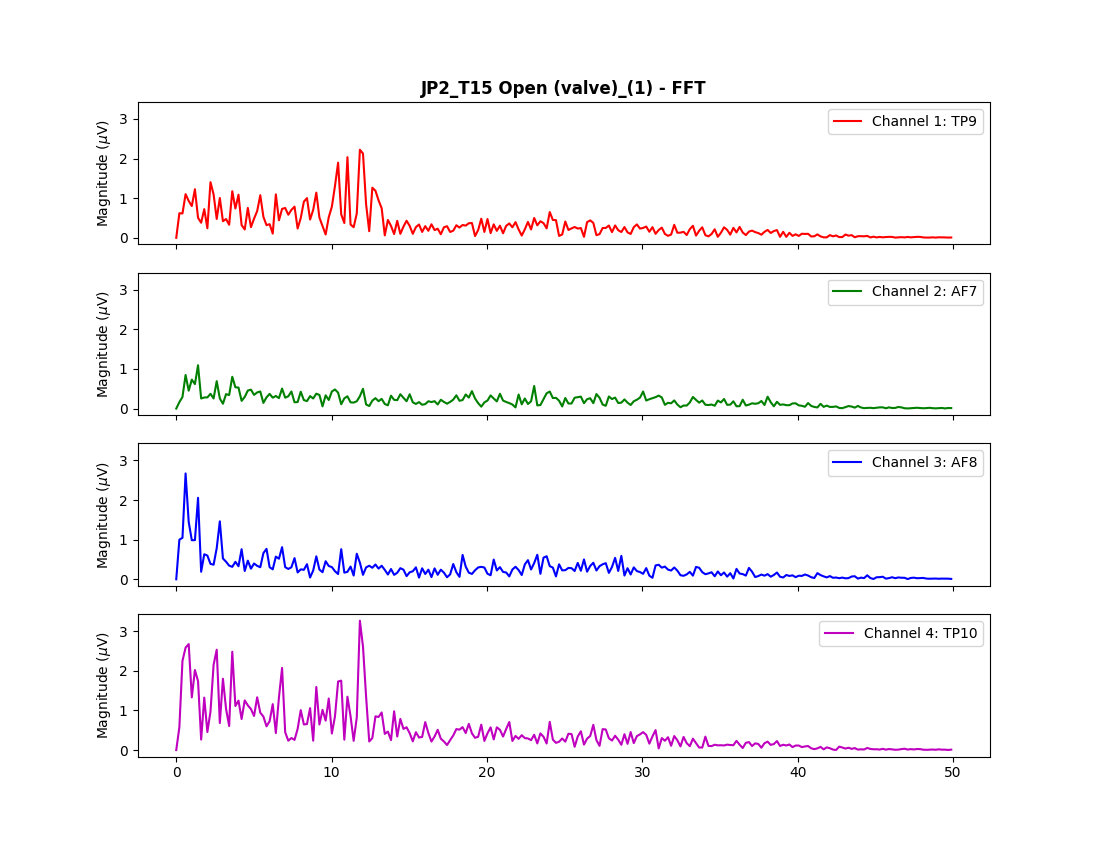 JP2_T15 Open (valve)_(1) - FFT
3
2
1
0
Magnitude (μV)
Channel 1: TP9
3
2
1
0
Magnitude (μV)
Channel 2: AF7
3
2
1
0
Magnitude (μV)
Channel 3: AF8
3
2
1
0
Magnitude (μV)
Channel 4: TP10
0 10 20 30 40 50